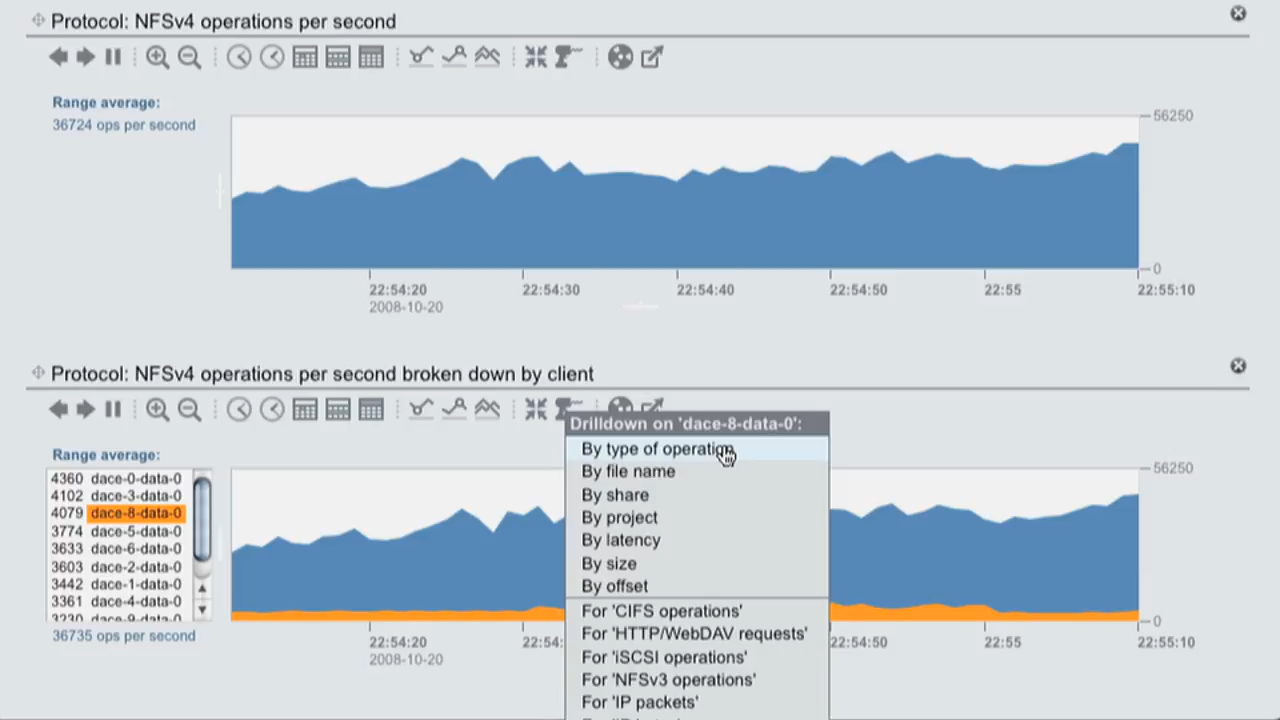 Protocol: NFSv4 operations per second
Range average:
36724 ops per second
56250
0
22:54:20
22:54:30
22:54:40
22:54:50
22:55
22:55:10
2008-10-20
Protocol: NFSv4 operations per second broken down by client
Range average:
4360 dace-0-data-0
4102 dace-3-data-0
4079 dace-8-data-0
3774 dace-5-data-0
3633 dace-6-data-0
3603 dace-2-data-0
3442 dace-1-data-0
3361 dace-4-data-0
3230 dace-9-data-0
36735 ops per second
56250
0
22:54:20
22:54:
22:54:50
22:55
22:55:10
2008-10-20
Drilldown on 'dace-8-data-0':
By type of operation
By file name
By share
By project
By latency
By size
By offset
For 'CIFS operations'
For 'HTTP/WebDAV requests'
For 'iSCSI operations'
For 'NFSv3 operations'
For 'IP packets'